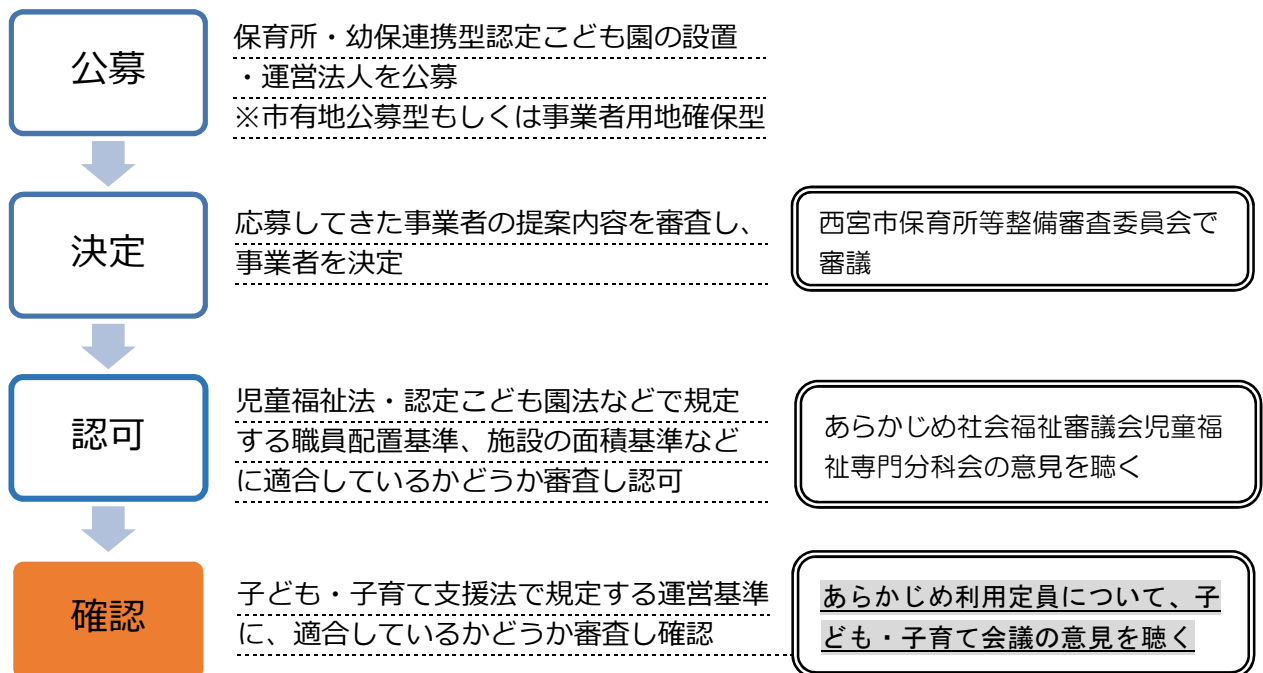 公募
保育所・幼保連携型認定こども園の設置
・運営法人を公募
※市有地公募型もしくは事業者用地確保型
決定
応募してきた事業者の提案内容を審査し、
事業者を決定
西宮市保育所等整備審査委員会で
審議
認可
児童福祉法・認定こども園法などで規定
する職員配置基準、施設の面積基準など
に適合しているかどうか審査し認可
あらかじめ社会福祉審議会児童福
祉専門分科会の意見を聴く
確認
子ども・子育て支援法で規定する運営基準
に、適合しているかどうか審査し確認
あらかじめ利用定員について、子
ども・子育て会議の意見を聴く